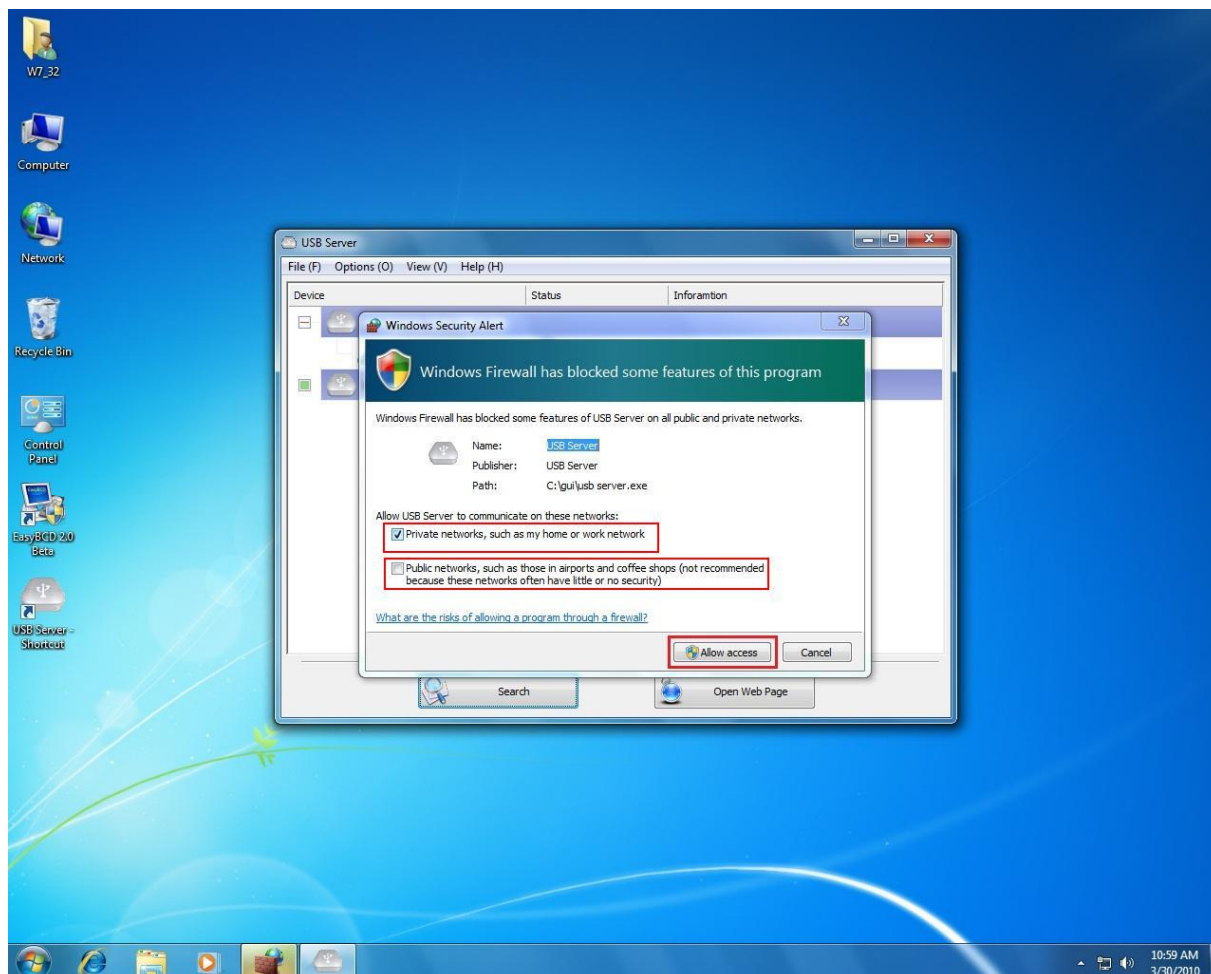 W7_32
Computer
Network
Recycle Bin
Control
Panel
EasyBCD 2.0
Beta
USB Server -
Shortcut
USB Server
File (F) Options (O) View (V) Help (H)
Device Status Inforamtion
Windows Security Alert
Windows Firewall has blocked some features of this program
Windows Firewall has blocked some features of USB Server on all public and private networks.
Name: USB Server
Publisher: USB Server
Path: C:\gui\usb server.exe
Allow USB Server to communicate on these networks:
Private networks, such as my home or work network
Public networks, such as those in airports and coffee shops (not recommended
because these networks often have little or no security)
What are the risks of allowing a program through a firewall?
Allow access Cancel
Search Open Web Page
10:59 AM
3/30/2010